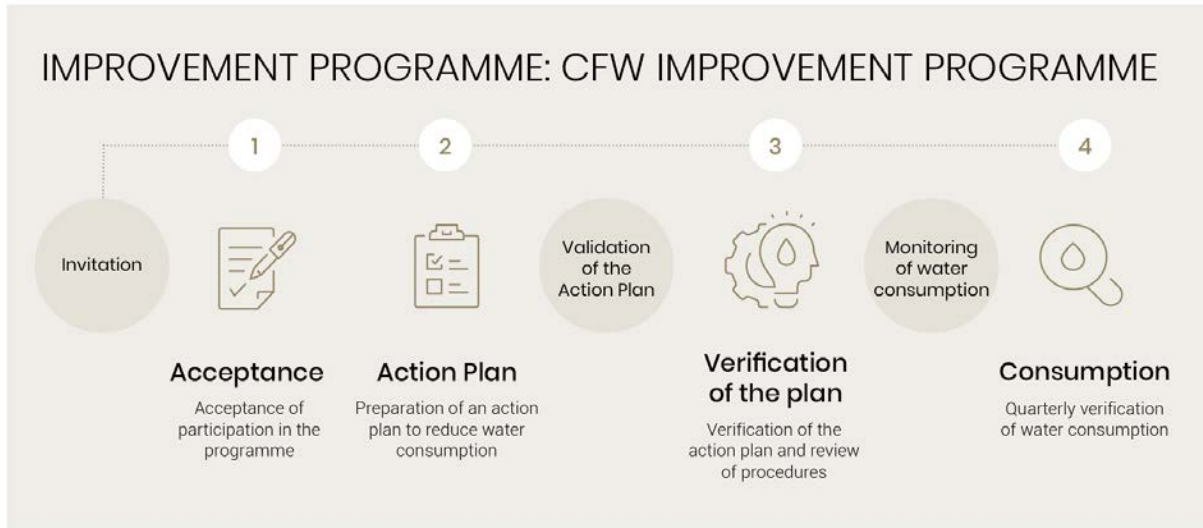 IMPROVEMENT PROGRAMME: CFW IMPROVEMENT PROGRAMME
1
2
3
4
Invitation
Validation
of the
Action Plan
Monitoring
of water
consumption
Acceptance
Acceptance of
participation in the
programme
Action Plan
Preparation of an action
plan to reduce water
consumption
Verification
of the plan
Verification of the
action plan and review
of procedures
Consumption
Quarterly verification
of water consumption